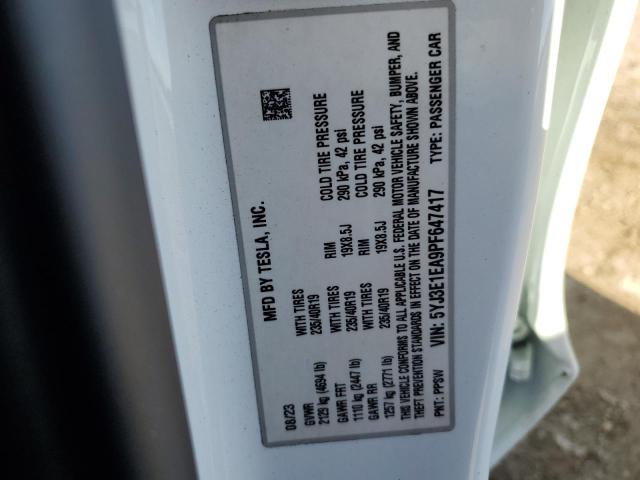 MFD BY TESLA, INC.
08/23
GVWR WITH TIRES RIM COLD TIRE PRESSURE
2129 kg (4694 lb) 235/40R19 19X8.5J 290 kPa, 42 psi
GAWR FRT WITH TIRES RIM COLD TIRE PRESSURE
1110 kg (2447 lb) 235/40R19 19X8.5J 290 kPa, 42 psi
GAWR RR WITH TIRES
1257 kg (2771 lb) 235/40R19
THIS VEHICLE CONFORMS TO ALL APPLICABLE U.S. FEDERAL MOTOR VEHICLE SAFETY, BUMPER, AND
THEFT PREVENTION STANDARDS IN EFFECT ON THE DATE OF MANUFACTURE SHOWN ABOVE.
VIN: 5YJ3E1EA9PF647417 TYPE: PASSENGER CAR
PNT: PPSW